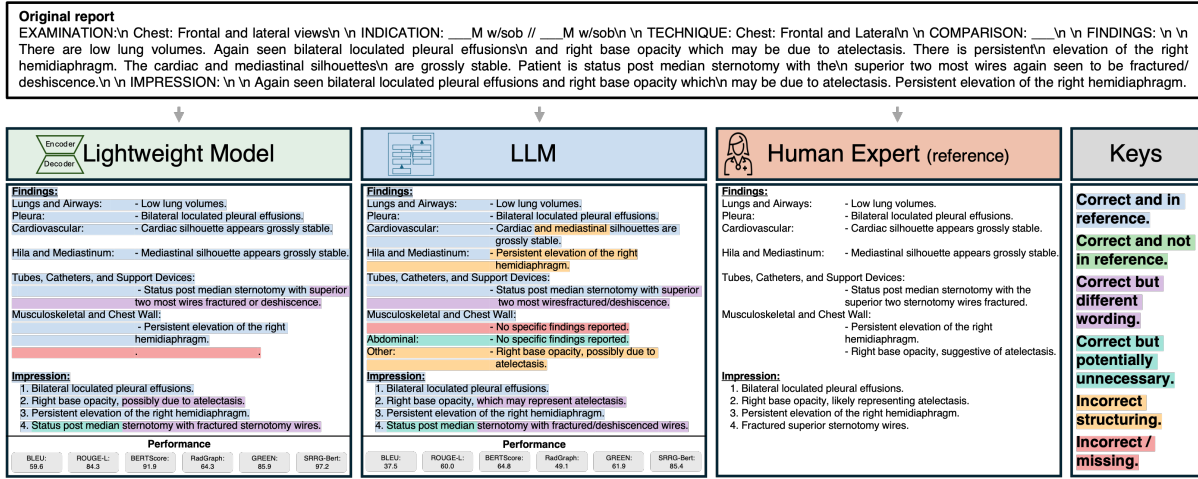 Original report
EXAMINATION:\n Chest: Frontal and lateral views\n \n INDICATION: ___M w/sob // ___M w/sob\n \n TECHNIQUE: Chest: Frontal and Lateral\n \n COMPARISON: ___\n \n FINDINGS: \n \n
There are low lung volumes. Again seen bilateral loculated pleural effusions\n and right base opacity which may be due to atelectasis. There is persistent\n elevation of the right
hemidiaphragm. The cardiac and mediastinal silhouettes\n are grossly stable. Patient is status post median sternotomy with the\n superior two most wires again seen to be fractured/
deshiscence.\n \n IMPRESSION: \n \n Again seen bilateral loculated pleural effusions and right base opacity which\n may be due to atelectasis. Persistent elevation of the right hemidiaphragm.
Encoder
Decoder
Lightweight Model
Findings:
Lungs and Airways: - Low lung volumes.
Pleura: - Bilateral loculated pleural effusions.
Cardiovascular: - Cardiac silhouette appears grossly stable.
Hila and Mediastinum: - Mediastinal silhouette appears grossly stable.
Tubes, Catheters, and Support Devices:
- Status post median sternotomy with superior
two most wires fractured or deshiscence.
Musculoskeletal and Chest Wall:
- Persistent elevation of the right
hemidiaphragm.
. .
Impression:
1. Bilateral loculated pleural effusions.
2. Right base opacity, possibly due to atelectasis.
3. Persistent elevation of the right hemidiaphragm.
4. Status post median sternotomy with fractured sternotomy wires.
Performance
BLEU: ROUGE-L: BERTScore: RadGraph: GREEN: SRRG-Bert:
59.6 84.3 91.9 64.3 85.9 97.2
LLM
Findings:
Lungs and Airways: - Low lung volumes.
Pleura: - Bilateral loculated pleural effusions.
Cardiovascular: - Cardiac and mediastinal silhouettes are
grossly stable.
Hila and Mediastinum: - Persistent elevation of the right
hemidiaphragm.
Tubes, Catheters, and Support Devices:
- Status post median sternotomy with superior
two most wiresfractured/deshiscence.
Musculoskeletal and Chest Wall:
- No specific findings reported.
Abdominal: - No specific findings reported.
Other: - Right base opacity, possibly due to
atelectasis.
Impression:
1. Bilateral loculated pleural effusions.
2. Right base opacity, which may represent atelectasis.
3. Persistent elevation of the right hemidiaphragm.
4. Status post median sternotomy with fractured/deshiscenced wires.
Performance
BLEU: ROUGE-L: BERTScore: RadGraph: GREEN: SRRG-Bert:
37.5 60.0 64.8 49.1 61.9 85.4
Human Expert (reference)
Findings:
Lungs and Airways: - Low lung volumes.
Pleura: - Bilateral loculated pleural effusions.
Cardiovascular: - Cardiac silhouette appears grossly stable.
Hila and Mediastinum: - Mediastinal silhouette appears grossly stable.
Tubes, Catheters, and Support Devices:
- Status post median sternotomy with the
superior two sternotomy wires fractured.
Musculoskeletal and Chest Wall:
- Persistent elevation of the right
hemidiaphragm.
- Right base opacity, suggestive of atelectasis.
Impression:
1. Bilateral loculated pleural effusions.
2. Right base opacity, likely representing atelectasis.
3. Persistent elevation of the right hemidiaphragm.
4. Fractured superior sternotomy wires.
Keys
Correct and in
reference.
Correct and not
in reference.
Correct but
different
wording.
Correct but
potentially
unnecessary.
Incorrect
structuring.
Incorrect /
missing.